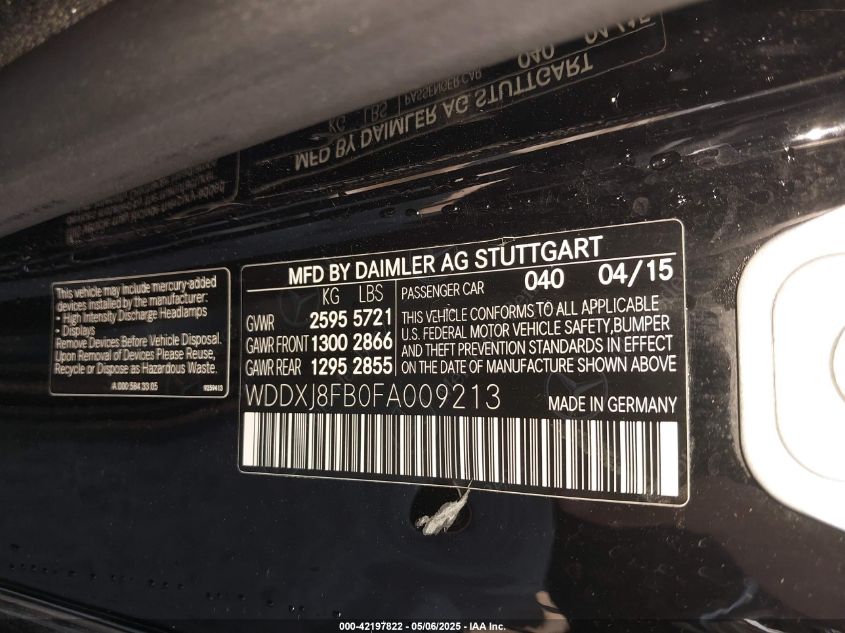 This vehicle may include mercury-added
devices installed by the manufacturer:
• High Intensity Discharge Headlamps
• Displays
Remove Devices Before Vehicle Disposal.
Upon Removal of Devices Please Reuse,
Recycle or Dispose as Hazardous Waste.
A 000 584 33 05
9259413
MFD BY DAIMLER AG STUTTGART
KG LBS
GVWR 2595 5721
GAWR FRONT 1300 2866
GAWR REAR 1295 2855
PASSENGER CAR 040 04/15
THIS VEHICLE CONFORMS TO ALL APPLICABLE
U.S. FEDERAL MOTOR VEHICLE SAFETY,BUMPER
AND THEFT PREVENTION STANDARDS IN EFFECT
ON THE DATE OF MANUFACTURE SHOWN ABOVE
WDDXJ8FB0FA009213
MADE IN GERMANY
000-42197822 - 05/06/2025 - IAA Inc.